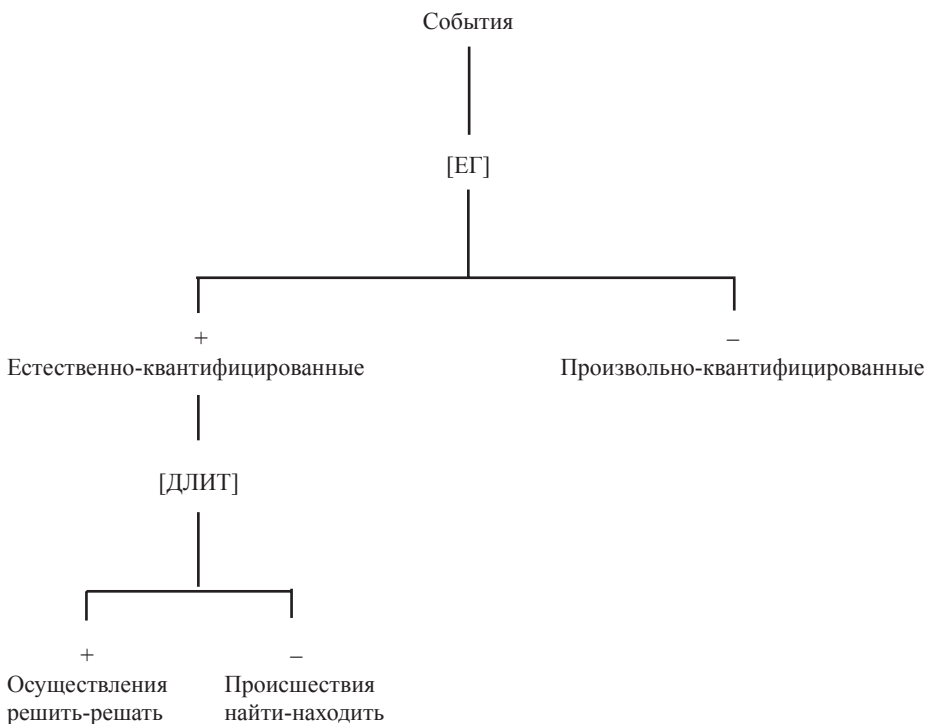 События
[ЕГ]
+ –
Естественно-квантифицированные Произвольно-квантифицированные
[ДЛИТ]
+ –
Осуществления Происшествия
решить-решать найти-находить